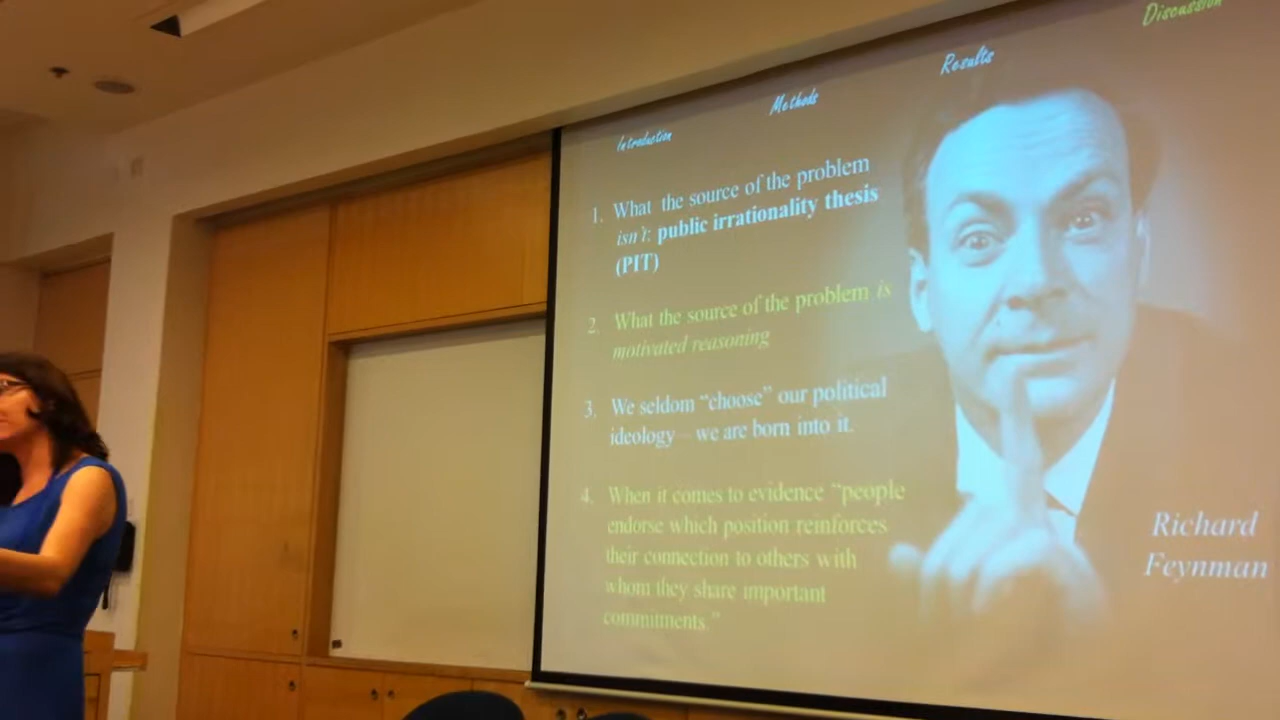 Introduction
Methods
Results
Discussion
1. What the source of the problem
isn't: public irrationality thesis
(PIT)
2. What the source of the problem is
motivated reasoning
3. We seldom “choose” our political
ideology – we are born into it.
4. When it comes to evidence “people
endorse which position reinforces
their connection to others with
whom they share important
commitments.”
Richard
Feynman